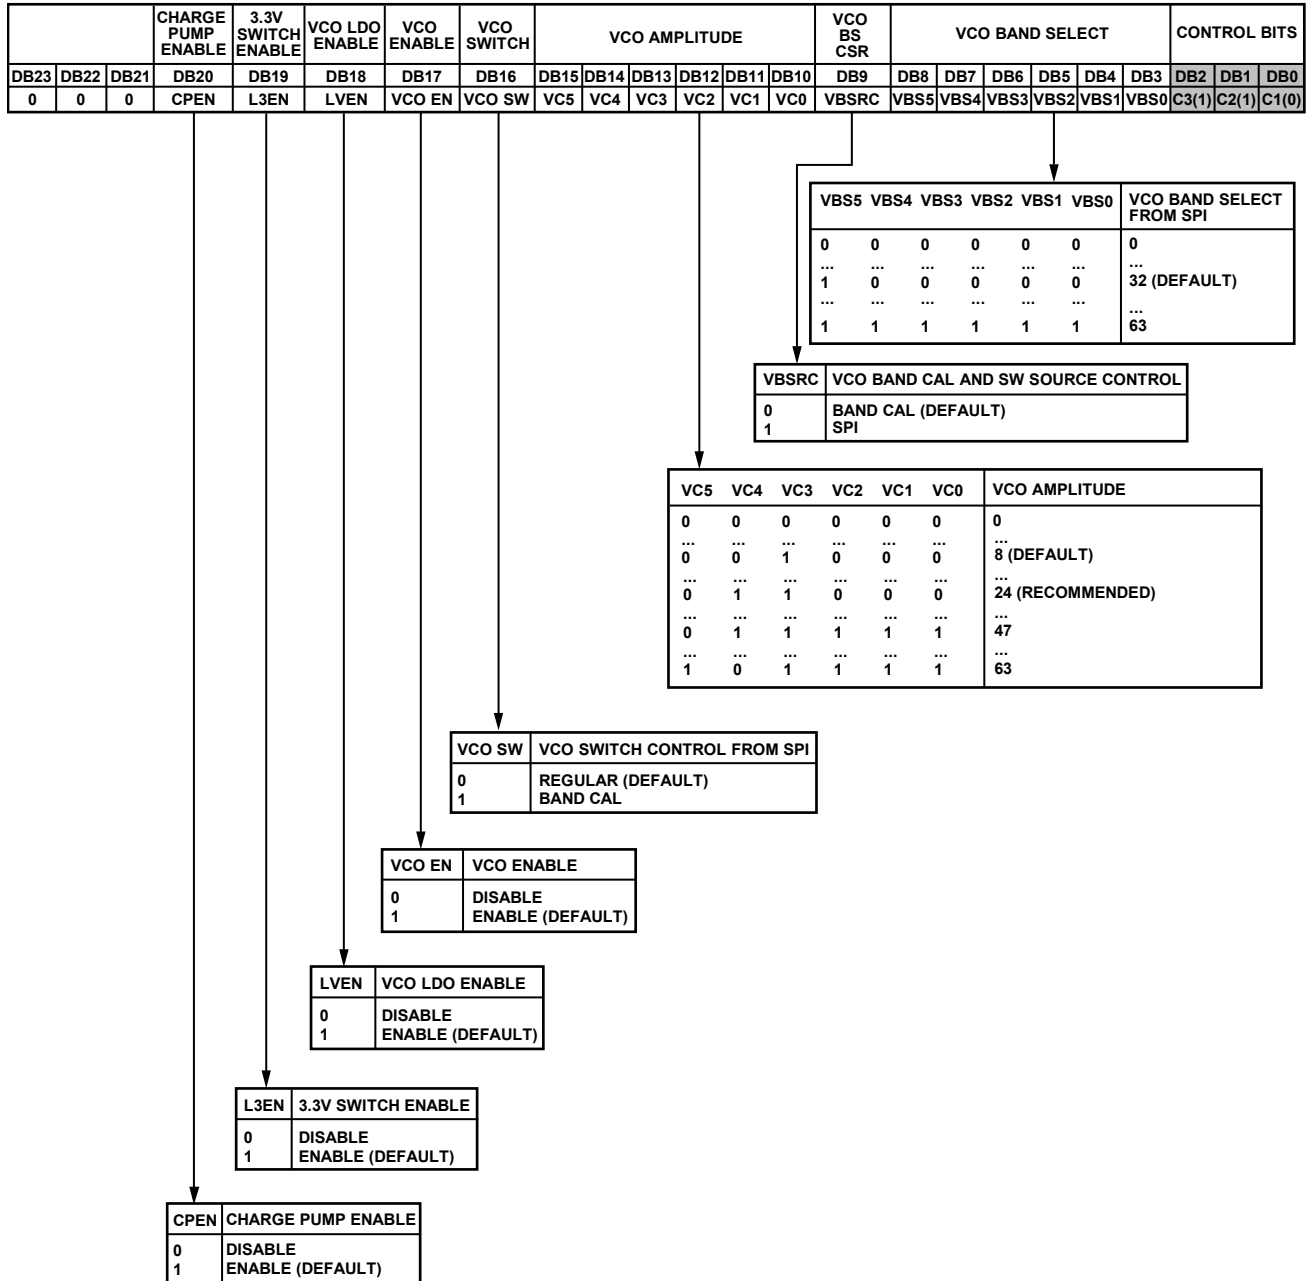 CHARGE PUMP ENABLE 3.3V SWITCH ENABLE VCO LDO ENABLE VCO ENABLE VCO SWITCH VCO AMPLITUDE VCO BS CSR VCO BAND SELECT CONTROL BITS
DB23 DB22 DB21 DB20 DB19 DB18 DB17 DB16 DB15 DB14 DB13 DB12 DB11 DB10 DB9 DB8 DB7 DB6 DB5 DB4 DB3 DB2 DB1 DB0
0 0 0 CPEN L3EN LVEN VCO EN VCO SW VC5 VC4 VC3 VC2 VC1 VC0 VBSRC VBS5 VBS4 VBS3 VBS2 VBS1 VBS0 C3(1) C2(1) C1(0)
VBS5 VBS4 VBS3 VBS2 VBS1 VBS0 VCO BAND SELECT FROM SPI
0 0 0 0 0 0 0
... ... ... ... ... ... ...
1 0 0 0 0 0 32 (DEFAULT)
... ... ... ... ... ... ...
1 1 1 1 1 1 63
VBSRC VCO BAND CAL AND SW SOURCE CONTROL
0 BAND CAL (DEFAULT)
1 SPI
VC5 VC4 VC3 VC2 VC1 VC0 VCO AMPLITUDE
0 0 0 0 0 0 0
... ... ... ... ... ... ...
0 0 1 0 0 0 8 (DEFAULT)
... ... ... ... ... ... ...
0 1 1 0 0 0 24 (RECOMMENDED)
... ... ... ... ... ... ...
0 1 1 1 1 1 47
... ... ... ... ... ... ...
1 0 1 1 1 1 63
VCO SW VCO SWITCH CONTROL FROM SPI
0 REGULAR (DEFAULT)
1 BAND CAL
VCO EN VCO ENABLE
0 DISABLE
1 ENABLE (DEFAULT)
LVEN VCO LDO ENABLE
0 DISABLE
1 ENABLE (DEFAULT)
L3EN 3.3V SWITCH ENABLE
0 DISABLE
1 ENABLE (DEFAULT)
CPEN CHARGE PUMP ENABLE
0 DISABLE
1 ENABLE (DEFAULT)